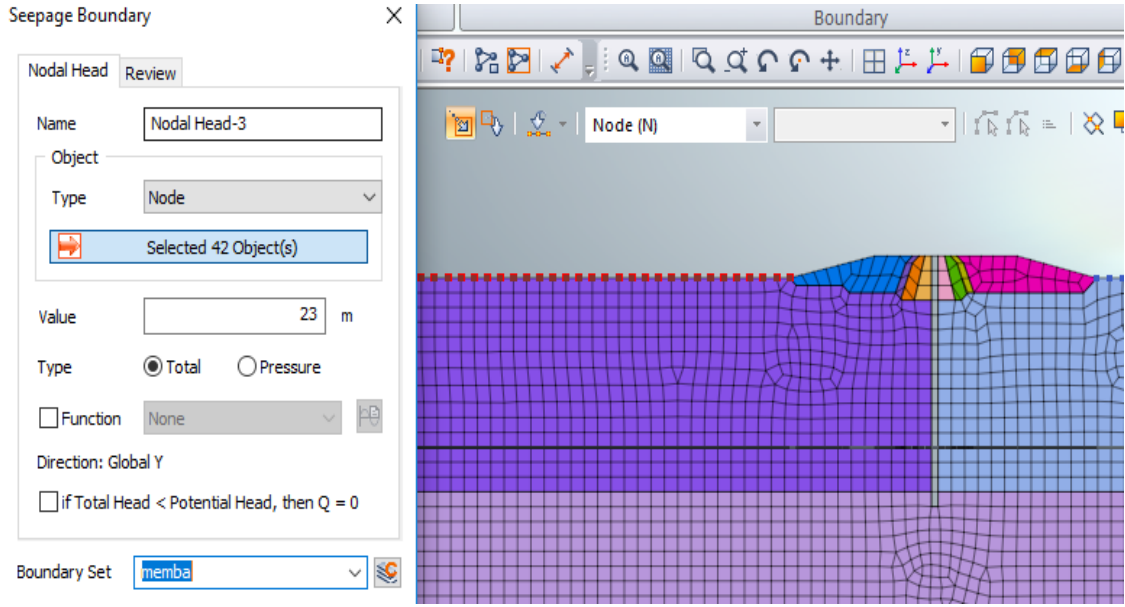 Seepage Boundary
Nodal Head
Review
Name
Nodal Head-3
Object
Type
Node
Selected 42 Object(s)
Value
23
m
Type
Total
Pressure
Function
None
Direction: Global Y
if Total Head < Potential Head, then Q = 0
Boundary Set
memba
Boundary
Node (N)